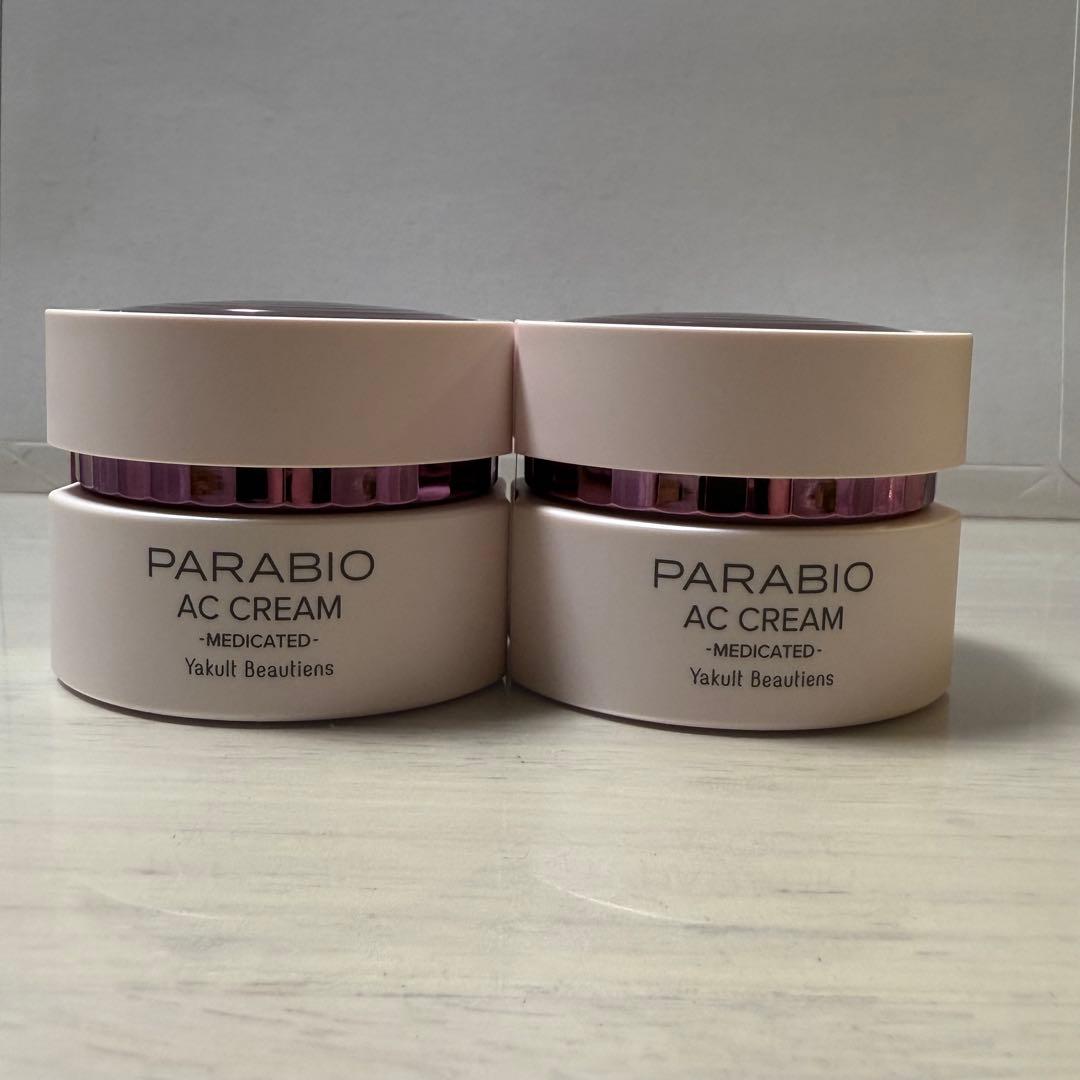 PARABIO
AC CREAM
-MEDICATED-
Yakult Beautiens
PARABIO
AC CREAM
-MEDICATED-
Yakult Beautiens